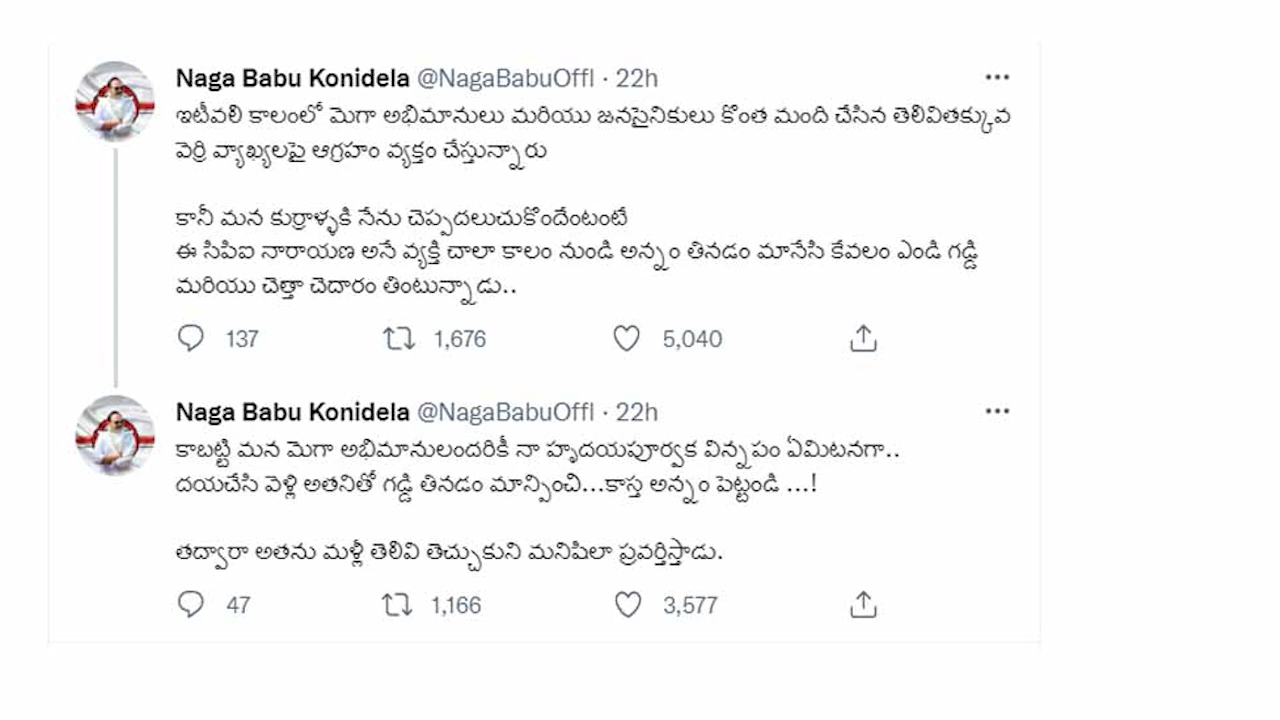 Naga Babu Konidela @NagaBabuOffl · 22h
ఇటీవలి కాలంలో మెగా అభిమానులు మరియు జనసైనికులు కొంత మంది చేసిన తెలివితక్కువ
వెర్రి వ్యాఖ్యలపై ఆగ్రహం వ్యక్తం చేస్తున్నారు
కానీ మన కుర్రాళ్ళకి నేను చెప్పదలుచుకొందేంటంటే
ఈ సిపిఐ నారాయణ అనే వ్యక్తి చాలా కాలం నుండి అన్నం తినడం మానేసి కేవలం ఎండి గడ్డి
మరియు చెత్తా చెదారం తింటున్నాడు..
137 1,676 5,040
Naga Babu Konidela @NagaBabuOffl · 22h
కాబట్టి మన మెగా అభిమానులందరికీ నా హృదయపూర్వక విన్నపం ఏమిటనగా..
దయచేసి వెళ్లి అతనితో గడ్డి తినడం మాన్పించి...కాస్త అన్నం పెట్టండి ...!
తద్వారా అతను మళ్లీ తెలివి తెచ్చుకుని మనిషిలా ప్రవర్తిస్తాడు.
47 1,166 3,577